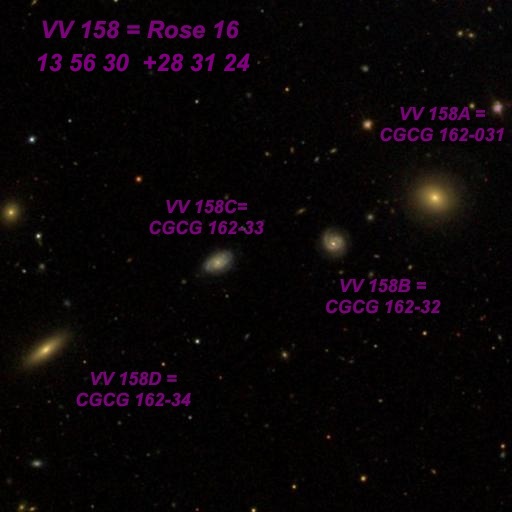 VV 158 = Rose 16
13 56 30 +28 31 24
VV 158A =
CGCG 162-031
VV 158C=
CGCG 162-33
VV 158B =
CGCG 162-32
VV 158D =
CGCG 162-34